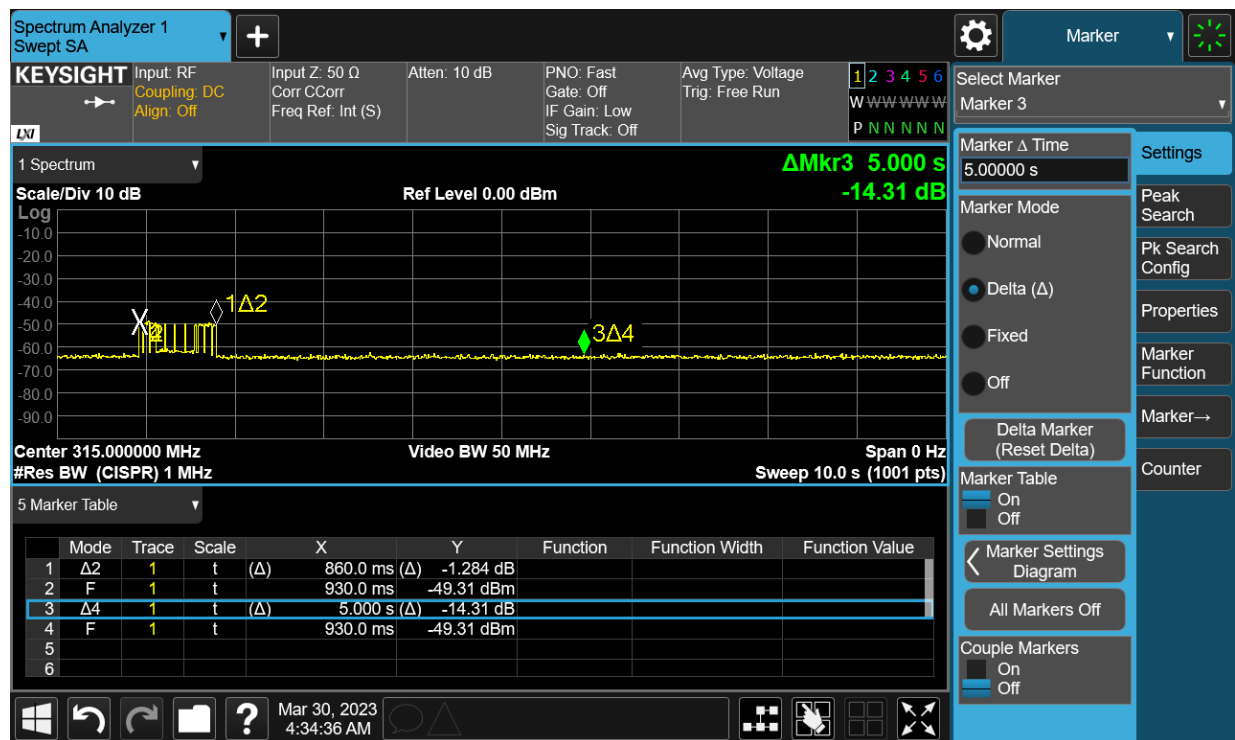 Spectrum Analyzer 1
Swept SA
+
Marker
KEYSIGHT
LXI
Input: RF
Coupling: DC
Align: Off
Input Z: 50 Ω
Corr CCorr
Freq Ref: Int (S)
Atten: 10 dB
PNO: Fast
Gate: Off
IF Gain: Low
Sig Track: Off
Avg Type: Voltage
Trig: Free Run
1 2 3 4 5 6
W W W W W W
P N N N N N
Select Marker
Marker 3
1 Spectrum
ΔMkr3 5.000 s
-14.31 dB
Scale/Div 10 dB
Ref Level 0.00 dBm
Log
-10.0
-20.0
-30.0
-40.0
-50.0
-60.0
-70.0
-80.0
-90.0
1Δ2
3Δ4
Center 315.000000 MHz
Video BW 50 MHz
Span 0 Hz
#Res BW (CISPR) 1 MHz
Sweep 10.0 s (1001 pts)
5 Marker Table
Mode Trace Scale X Y Function Function Width Function Value
1 Δ2 1 t (Δ) 860.0 ms (Δ) -1.284 dB
2 F 1 t 930.0 ms -49.31 dBm
3 Δ4 1 t (Δ) 5.000 s (Δ) -14.31 dB
4 F 1 t 930.0 ms -49.31 dBm
5
6
Marker Δ Time
5.00000 s
Marker Mode
Normal
Delta (Δ)
Fixed
Off
Delta Marker
(Reset Delta)
Marker Table
On
Off
Marker Settings
Diagram
All Markers Off
Couple Markers
On
Off
Settings
Peak
Search
Pk Search
Config
Properties
Marker
Function
Marker→
Counter
?
Mar 30, 2023
4:34:36 AM